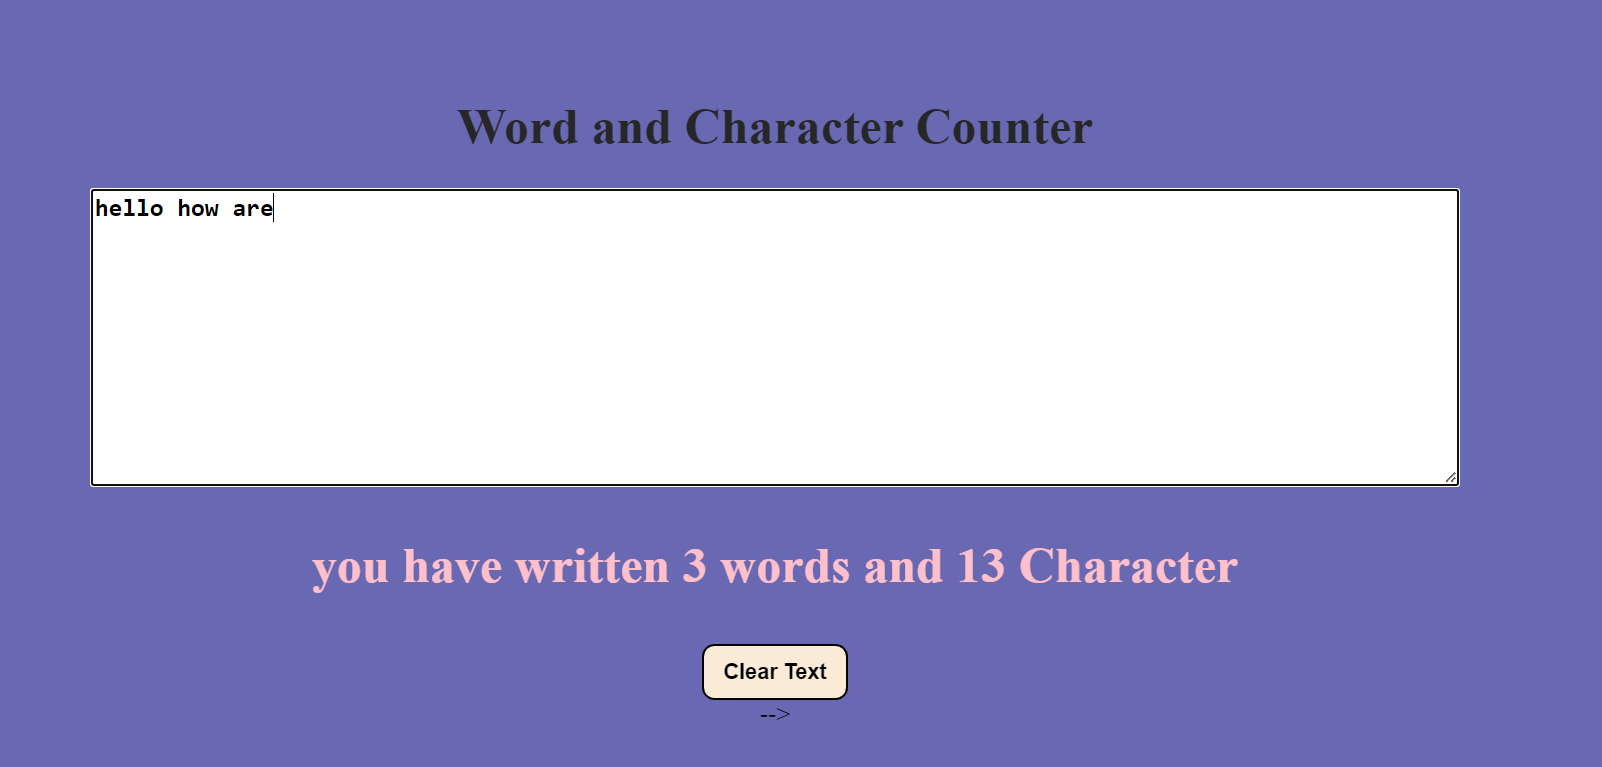 Word and Character Counter
hello how are
you have written 3 words and 13 Character
Clear Text
-->